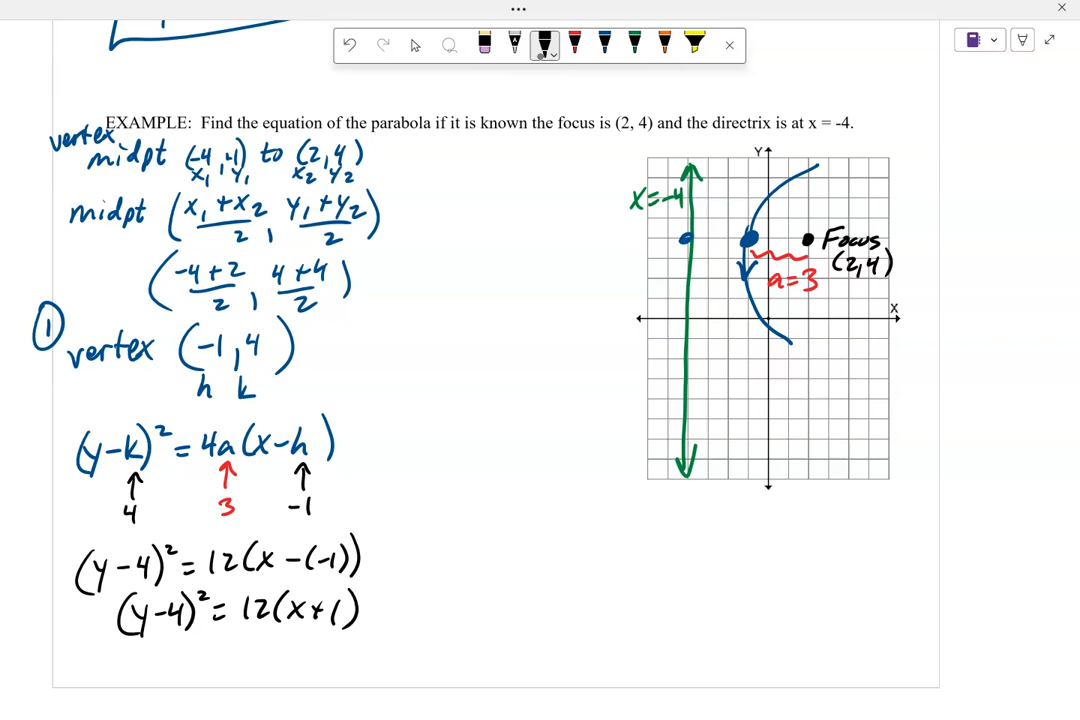 EXAMPLE: Find the equation of the parabola if it is known the focus is (2, 4) and the directrix is at x = -4.
vertex
midpt (-4, 4) to (2, 4)
x₁, y₁ x₂ y₂
midpt (x₁ + x₂ / 2, y₁ + y₂ / 2)
(-4 + 2 / 2, 4 + 4 / 2)
① vertex (-1, 4)
h k
(y-k)² = 4a(x-h)
4 3 -1
(y-4)² = 12(x-(-1))
(y-4)² = 12(x+1)
Y
x=-4
Focus
(2,4)
a=3
X